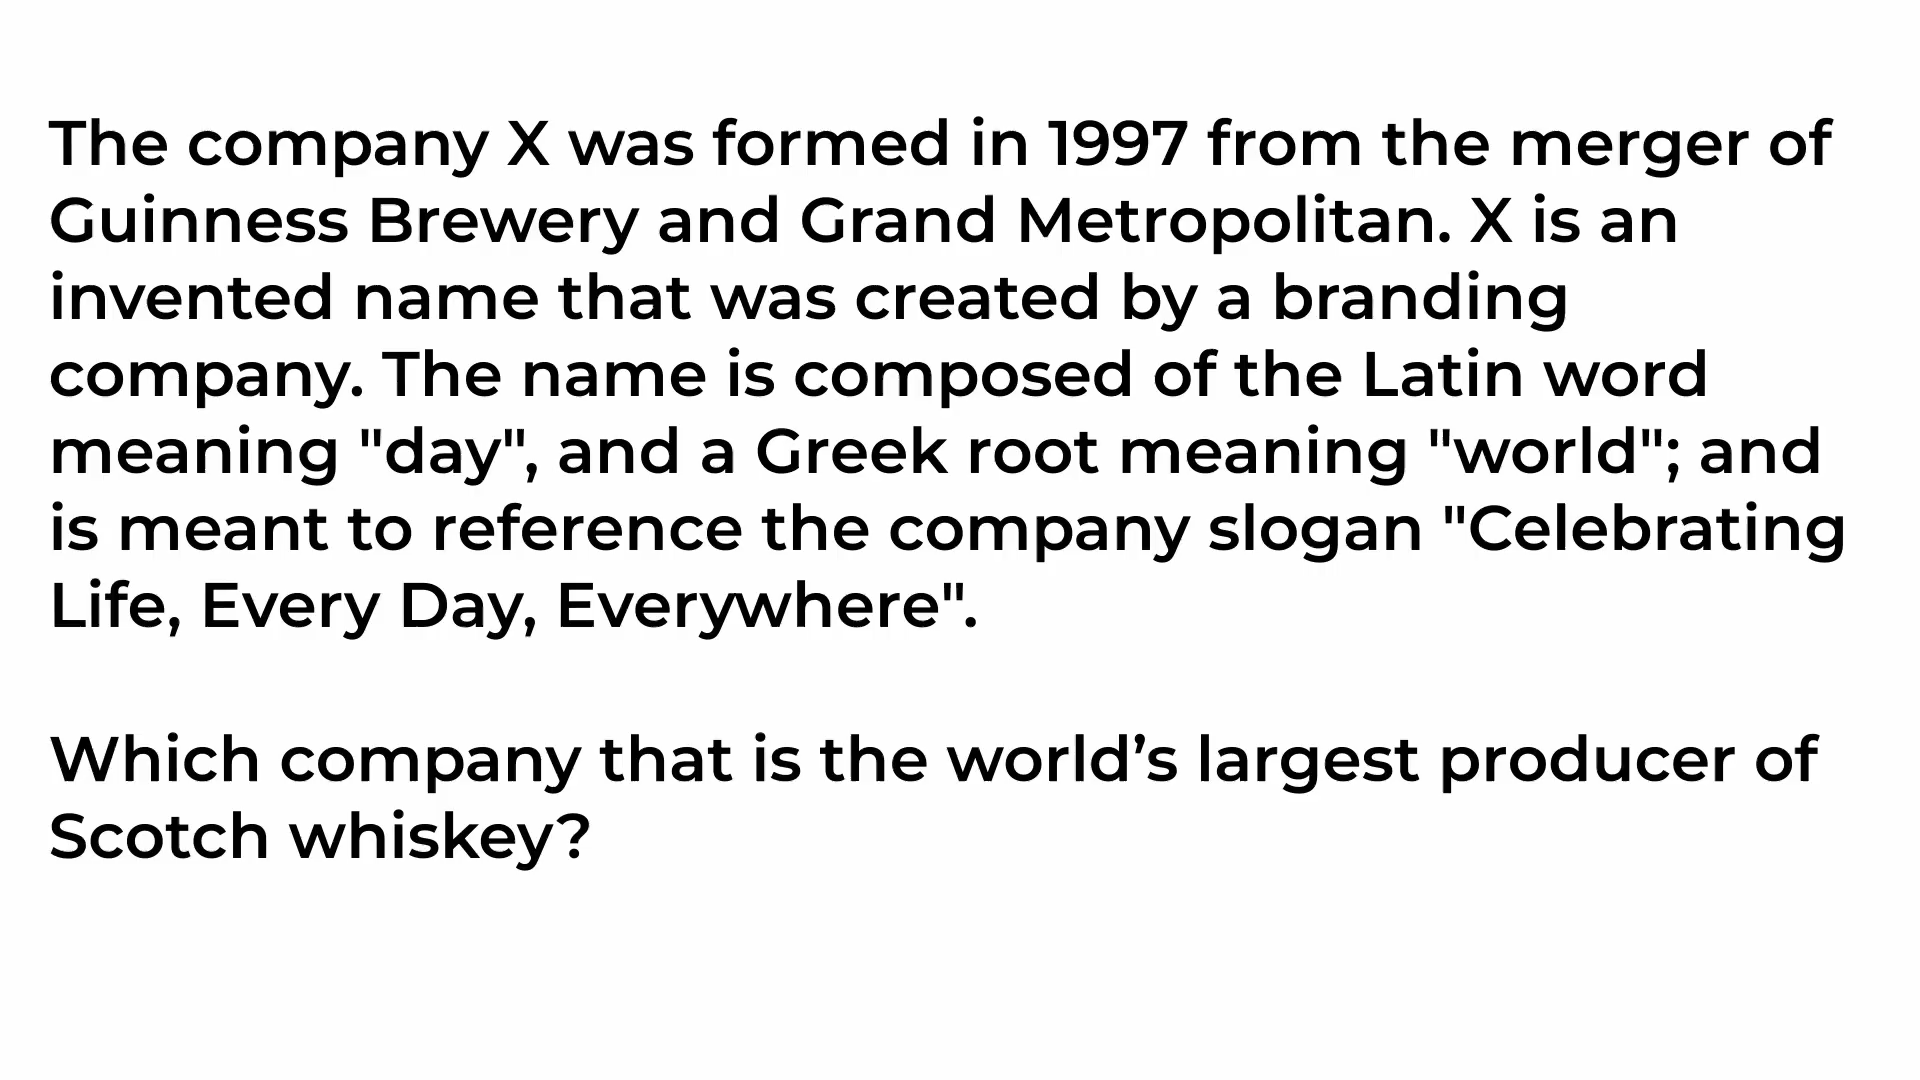 The company X was formed in 1997 from the merger of
Guinness Brewery and Grand Metropolitan. X is an
invented name that was created by a branding
company. The name is composed of the Latin word
meaning "day", and a Greek root meaning "world"; and
is meant to reference the company slogan "Celebrating
Life, Every Day, Everywhere".
Which company that is the world’s largest producer of
Scotch whiskey?